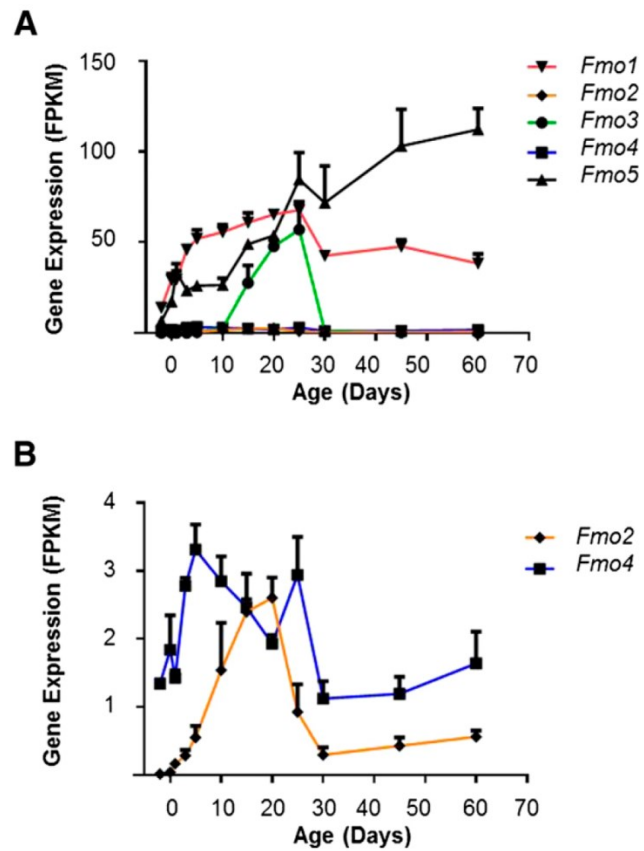 A
Gene Expression (FPKM)
150
100
50
0 10 20 30 40 50 60 70
Age (Days)
Fmo1
Fmo2
Fmo3
Fmo4
Fmo5
B
Gene Expression (FPKM)
4
3
2
1
0 10 20 30 40 50 60 70
Age (Days)
Fmo2
Fmo4